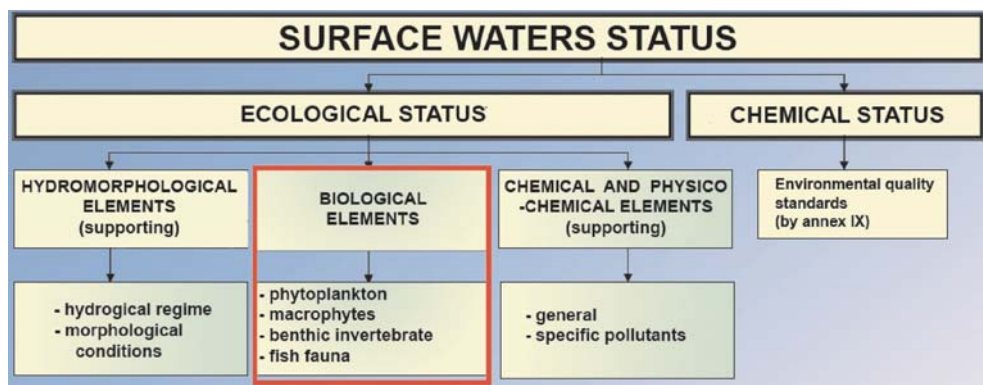 SURFACE WATERS STATUS
ECOLOGICAL STATUS
CHEMICAL STATUS
HYDROMORPHOLOGICAL
ELEMENTS
(supporting)
BIOLOGICAL
ELEMENTS
CHEMICAL AND PHYSICO
-CHEMICAL ELEMENTS
(supporting)
Environmental quality
standards
(by annex IX)
- hydrogical regime
- morphological
conditions
- phytoplankton
- macrophytes
- benthic invertebrate
- fish fauna
- general
- specific pollutants